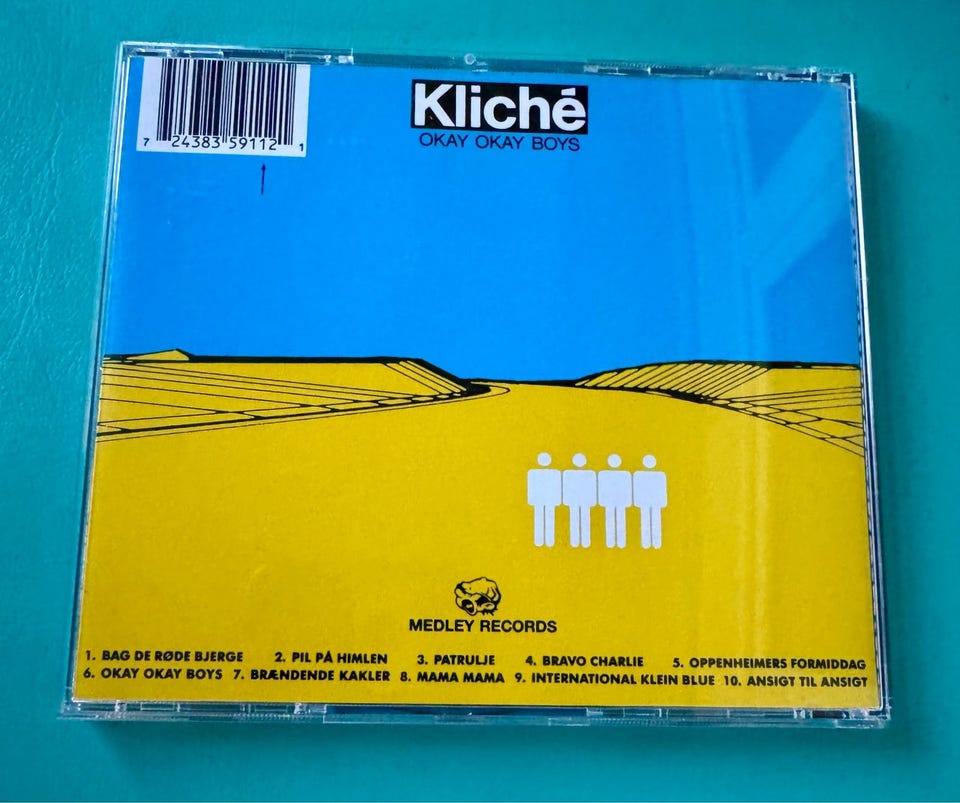 Kliché
OKAY OKAY BOYS
7 24383 59112 1
MEDLEY RECORDS
1. BAG DE RØDE BJERGE 2. PIL PÅ HIMLEN 3. PATRULJE 4. BRAVO CHARLIE 5. OPPENHEIMERS FORMIDDAG
6. OKAY OKAY BOYS 7. BRÆNDENDE KAKLER 8. MAMA MAMA 9. INTERNATIONAL KLEIN BLUE 10. ANSIGT TIL ANSIGT